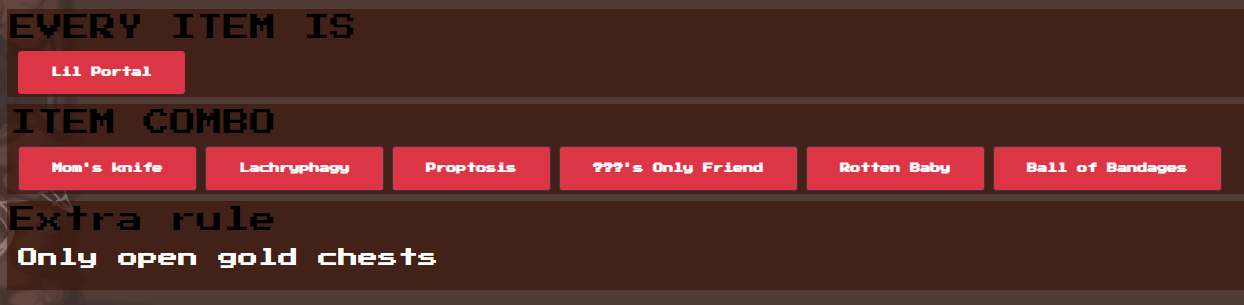 EVERY ITEM IS
Lil Portal
ITEM COMBO
Mom's knife Lachryphagy Proptosis ???'s Only Friend Rotten Baby Ball of Bandages
Extra rule
Only open gold chests